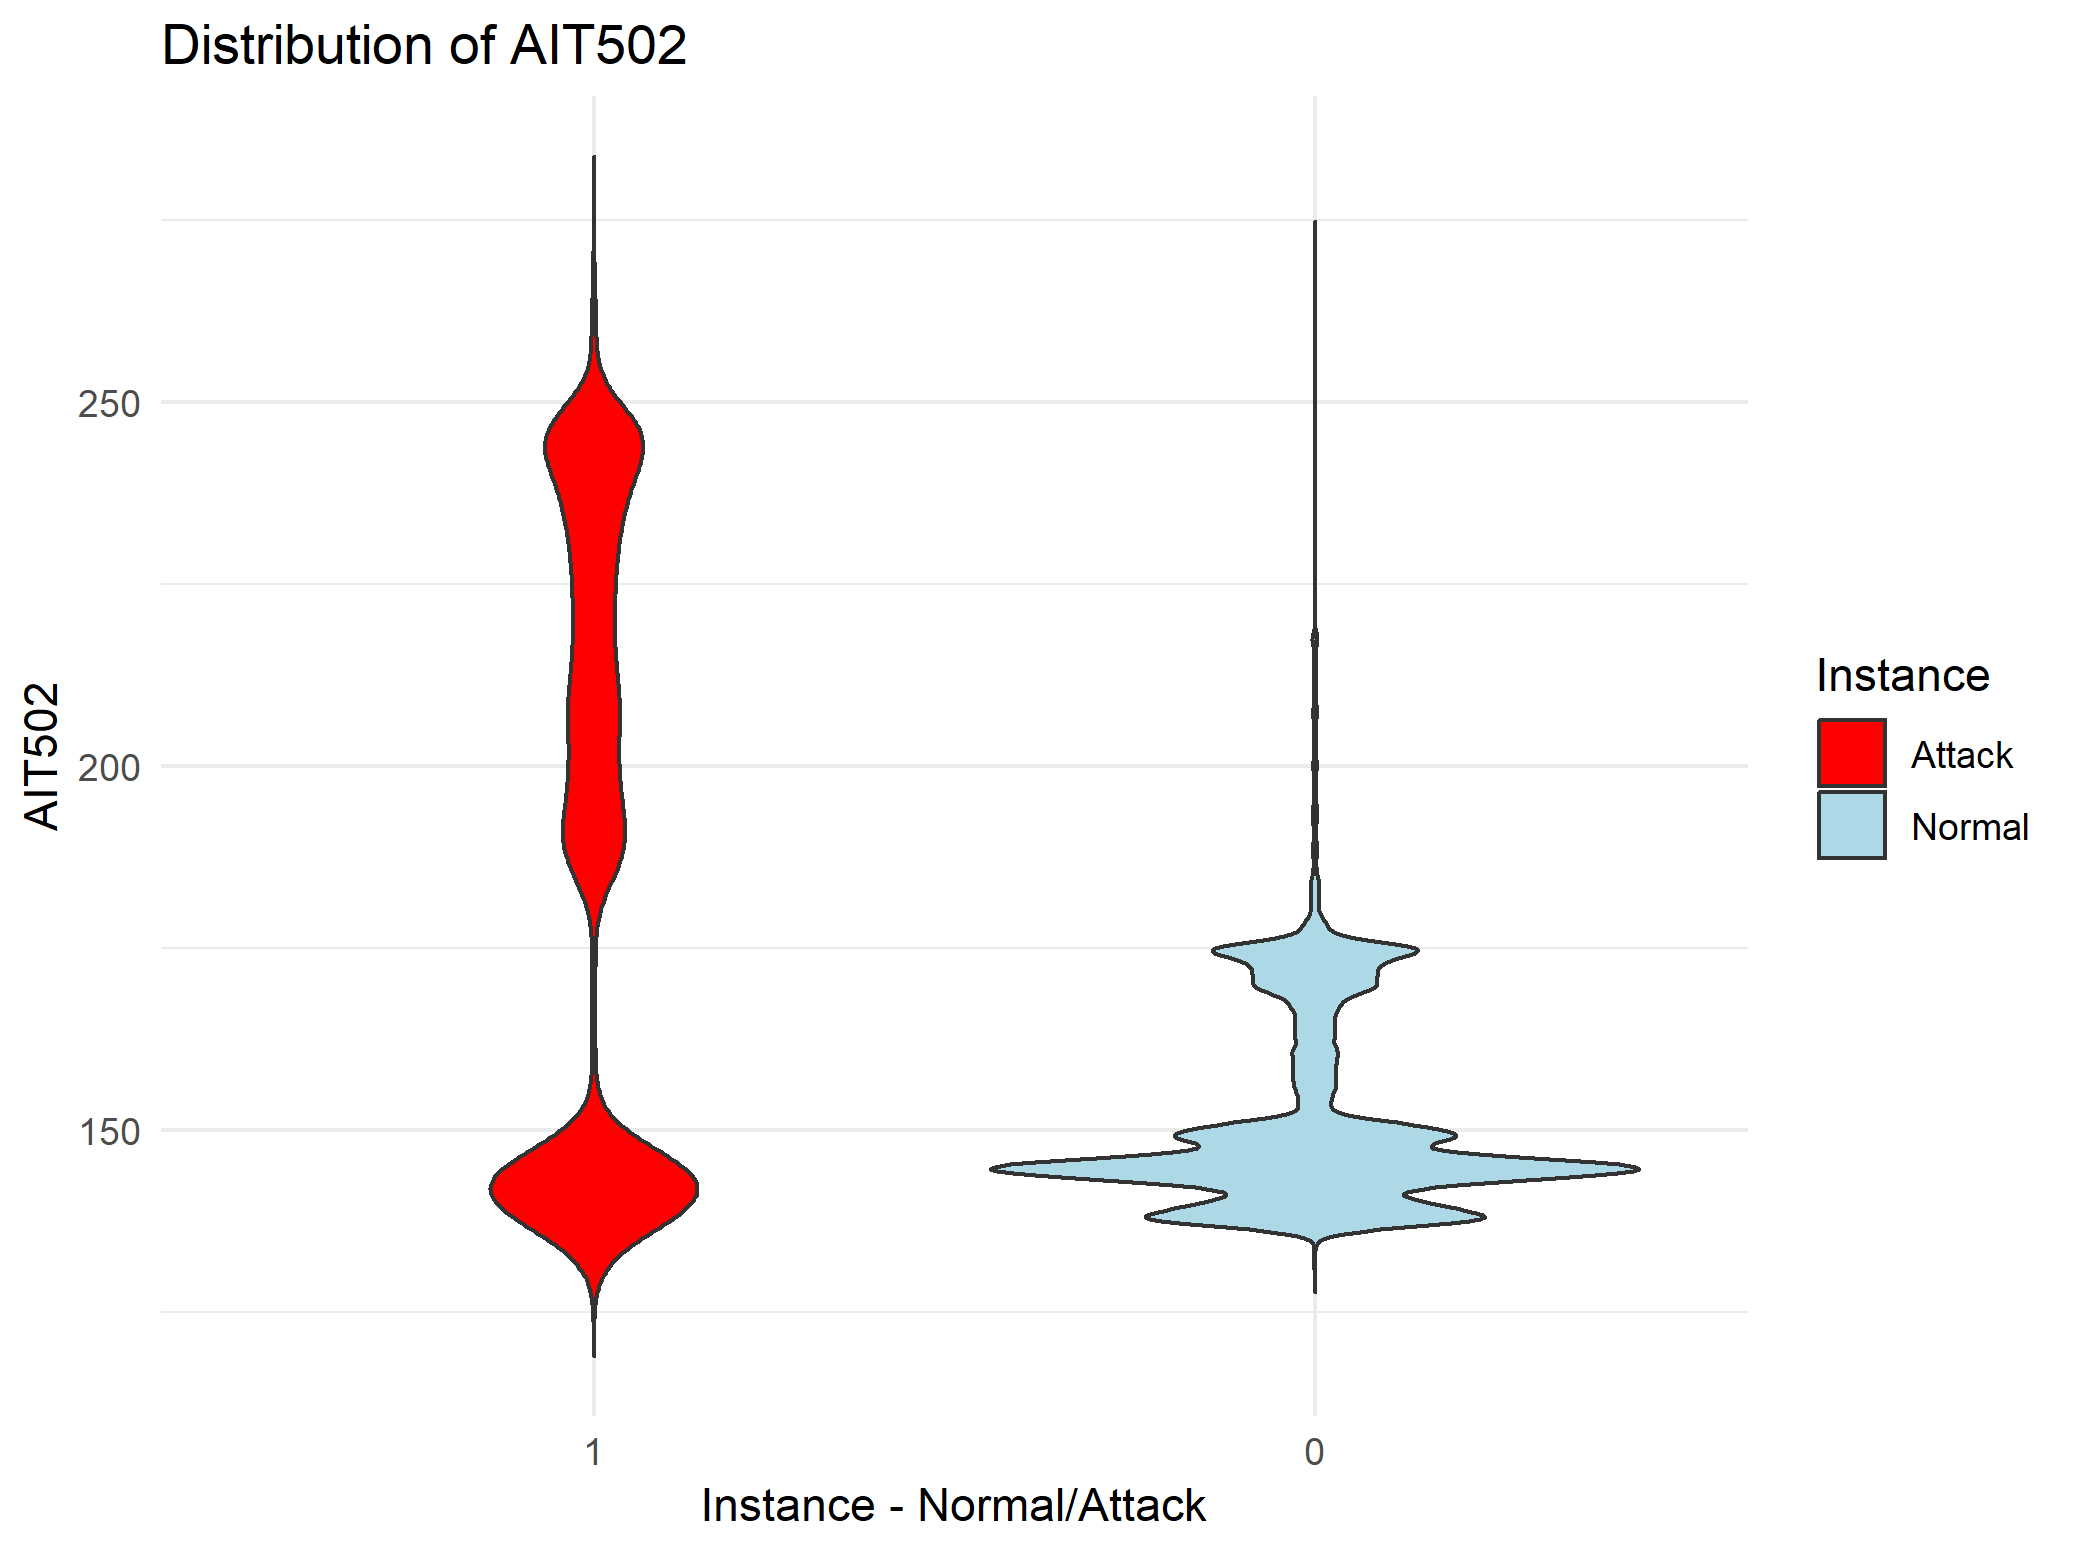 Distribution of AIT502
AIT502
250
200
150
1
0
Instance - Normal/Attack
Instance
Attack
Normal